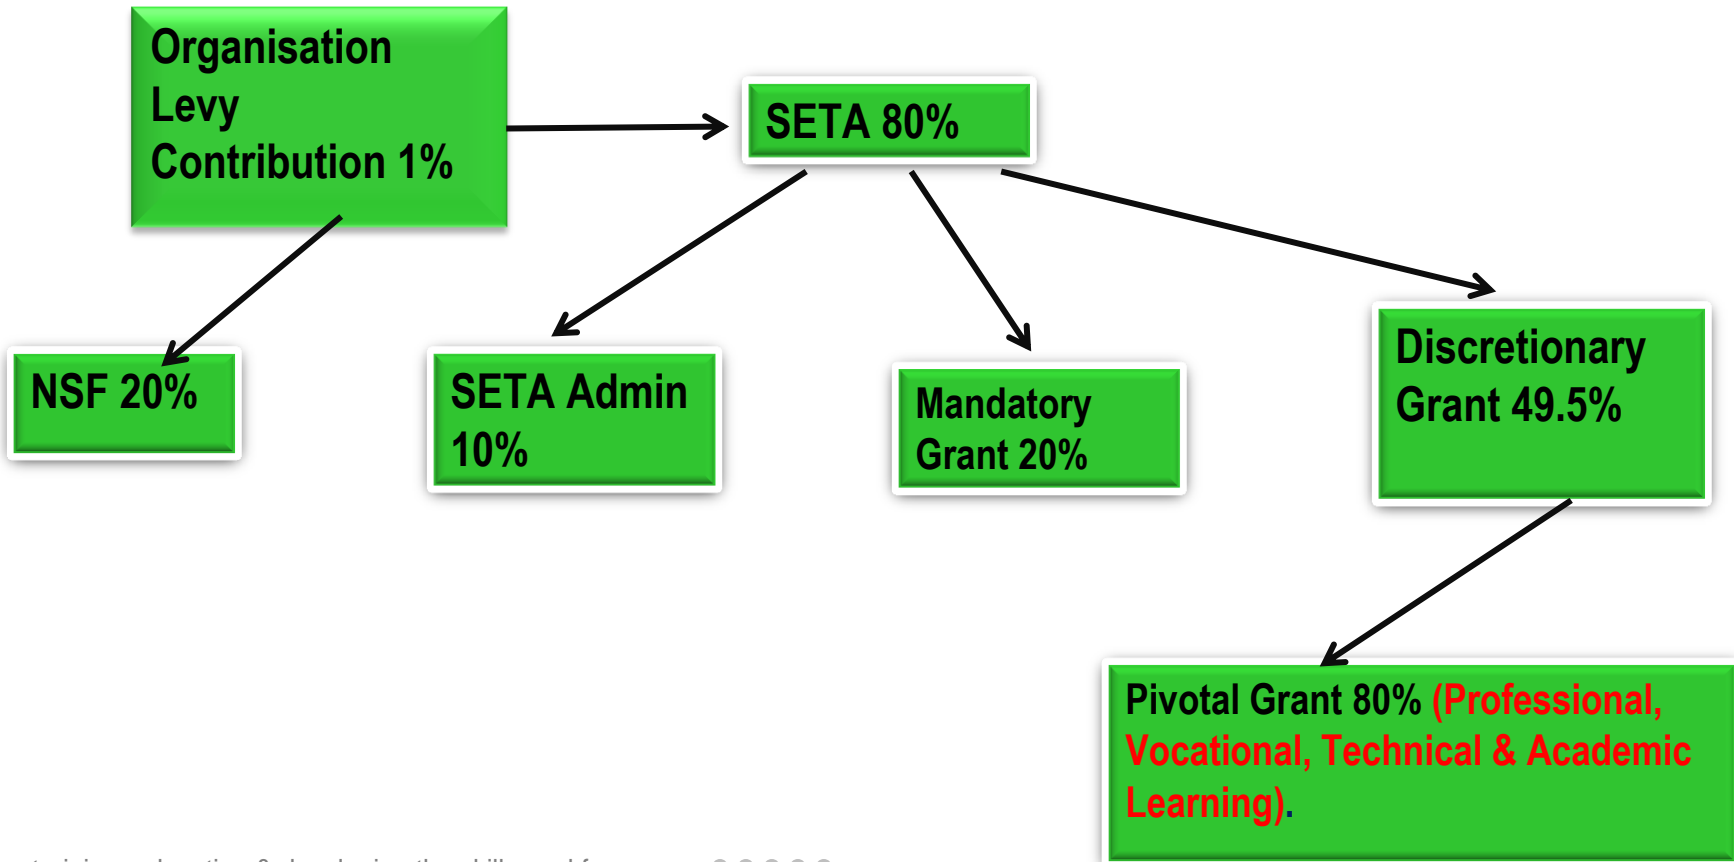 Organisation
Levy
Contribution 1%
SETA 80%
NSF 20%
SETA Admin
10%
Mandatory
Grant 20%
Discretionary
Grant 49.5%
Pivotal Grant 80% (Professional,
Vocational, Technical & Academic
Learning).